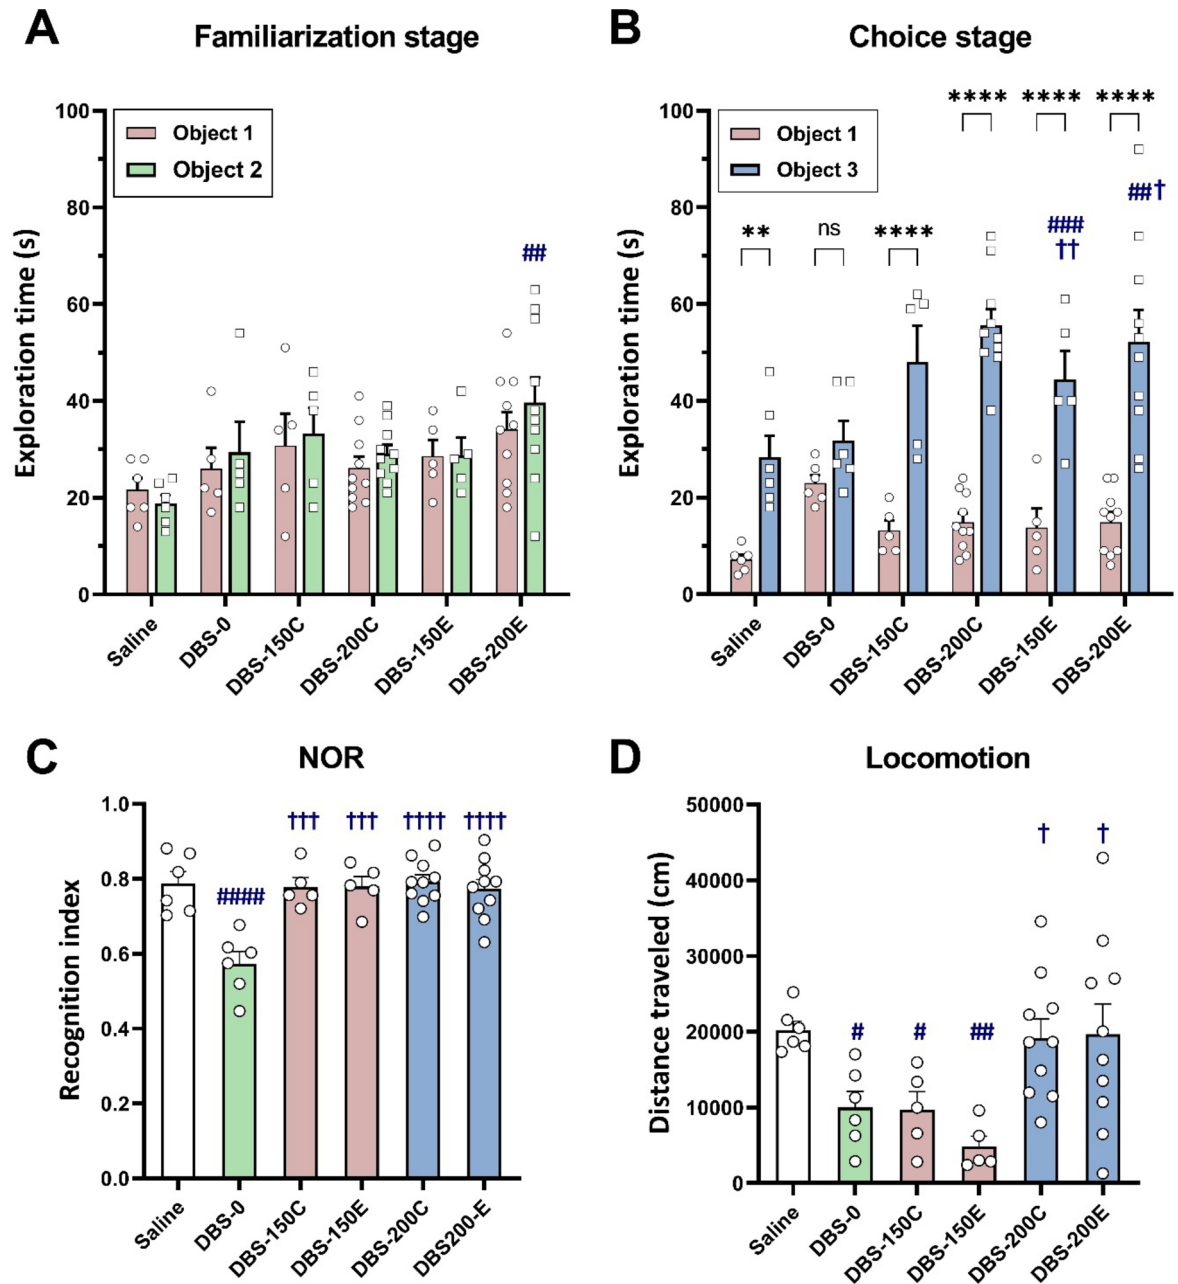 A
Familiarization stage
Exploration time (s)
100
80
60
40
20
0
Object 1
Object 2
##
Saline
DBS-0
DBS-150C
DBS-200C
DBS-150E
DBS-200E
B
Choice stage
Exploration time (s)
100
80
60
40
20
0
Object 1
Object 3
**
ns
****
****
****
****
###
††
##†
Saline
DBS-0
DBS-150C
DBS-200C
DBS-150E
DBS-200E
C
NOR
Recognition index
1.0
0.8
0.6
0.4
0.2
0.0
####
†††
†††
††††
††††
Saline
DBS-0
DBS-150C
DBS-150E
DBS-200C
DBS200-E
D
Locomotion
Distance traveled (cm)
50000
40000
30000
20000
10000
0
#
#
##
†
†
Saline
DBS-0
DBS-150C
DBS-150E
DBS-200C
DBS-200E